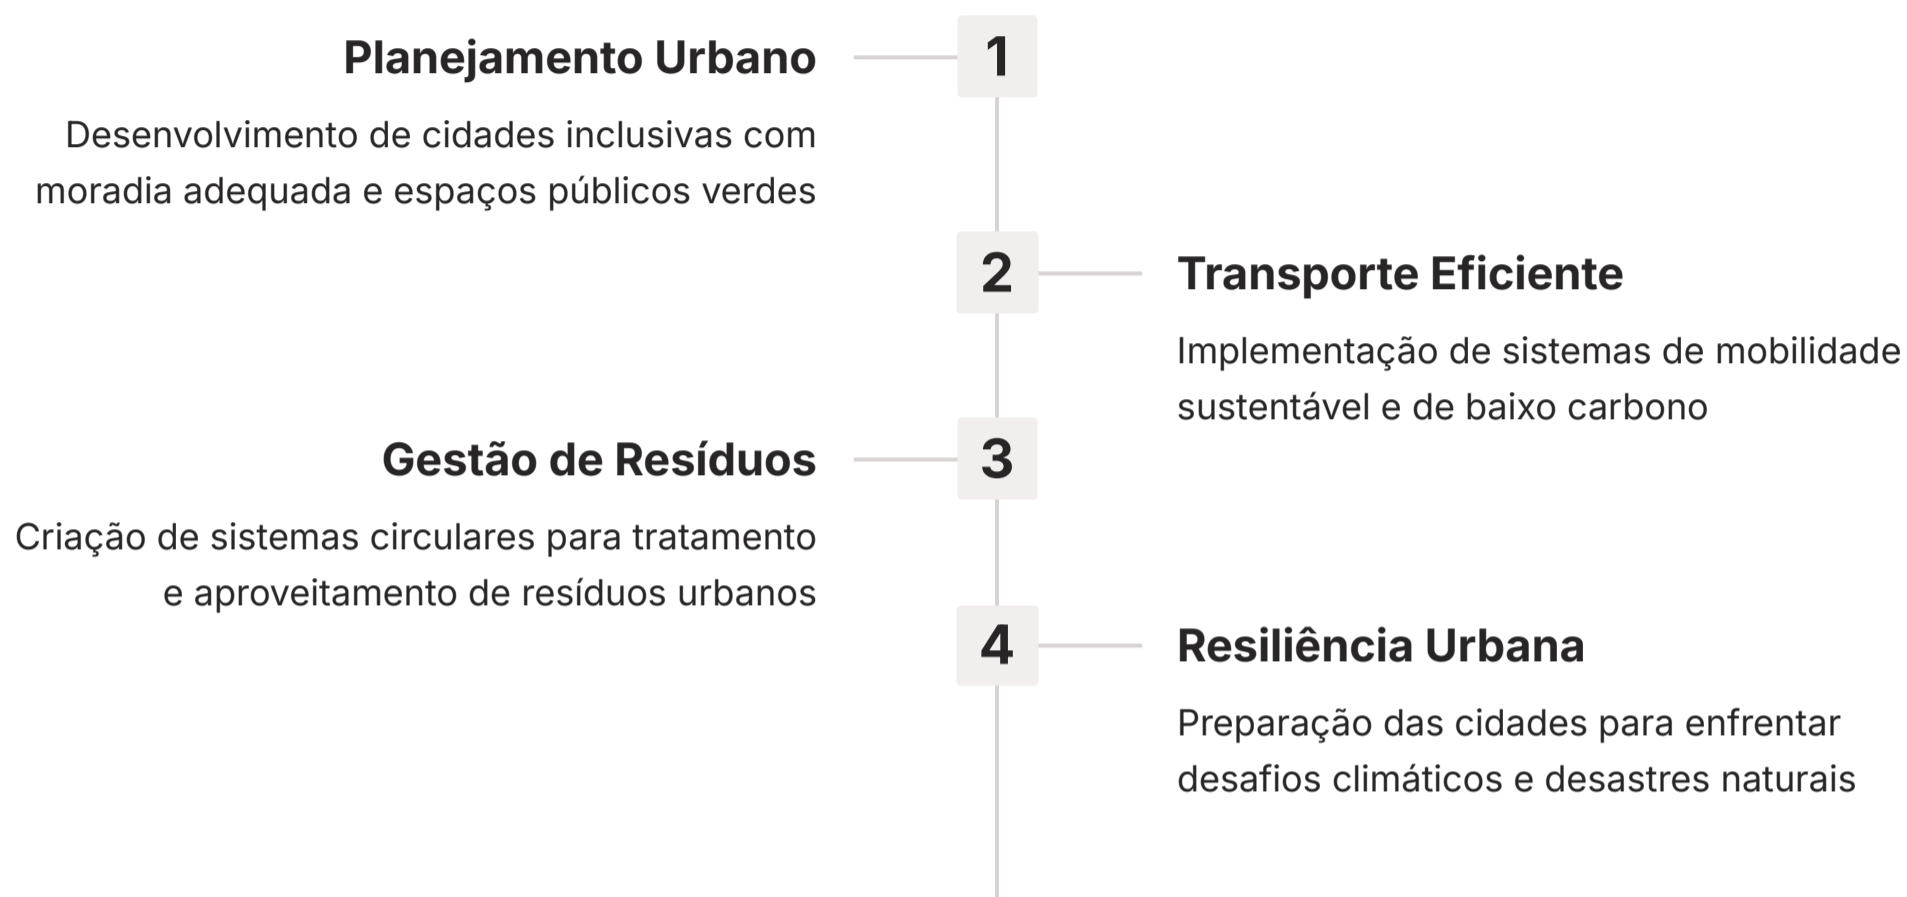 1
Planejamento Urbano
Desenvolvimento de cidades inclusivas com
moradia adequada e espaços públicos verdes
2
Transporte Eficiente
Implementação de sistemas de mobilidade
sustentável e de baixo carbono
3
Gestão de Resíduos
Criação de sistemas circulares para tratamento
e aproveitamento de resíduos urbanos
4
Resiliência Urbana
Preparação das cidades para enfrentar
desafios climáticos e desastres naturais